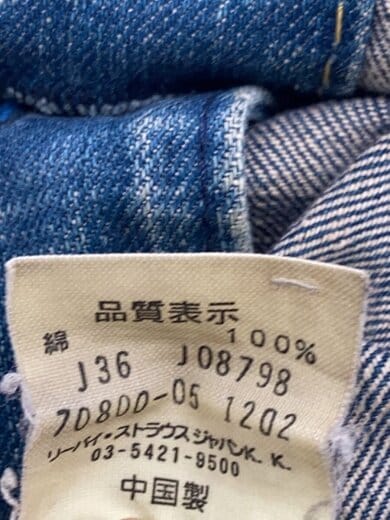 品質表示
綿 100%
J36 J08798
70800-05 1202
リーバイ・ストラウスジャパンK.K.
03-5421-9500
中国製